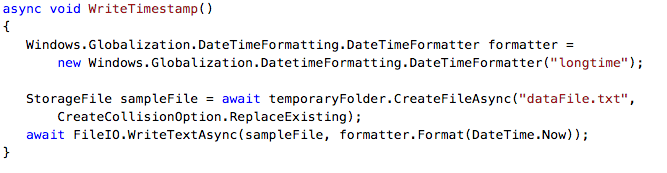 async void WriteTimestamp()
{
Windows.Globalization.DateTimeFormatting.DateTimeFormatter formatter =
new Windows.Globalization.DatetimeFormatting.DateTimeFormatter("longtime");
StorageFile sampleFile = await temporaryFolder.CreateFileAsync("dataFile.txt",
CreateCollisionOption.ReplaceExisting);
await FileIO.WriteTextAsync(sampleFile, formatter.Format(DateTime.Now));
}